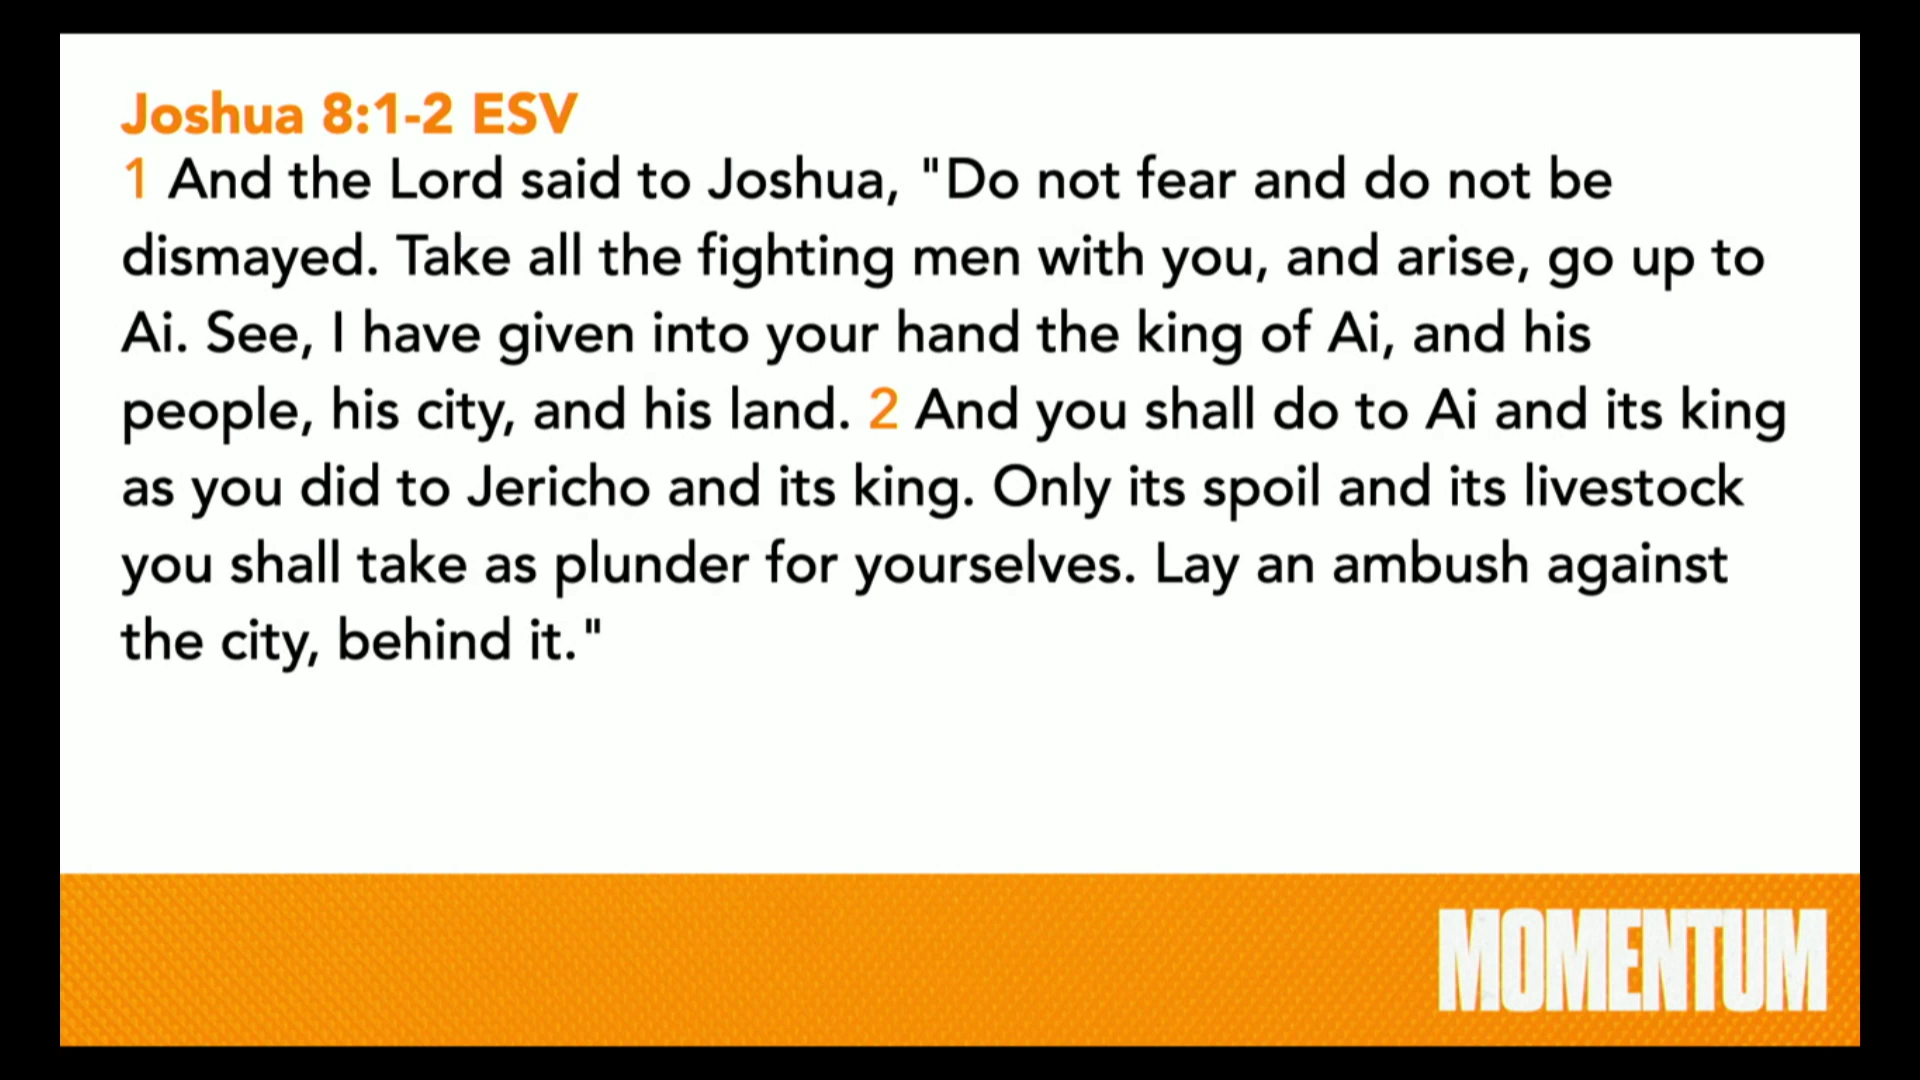 Joshua 8:1-2 ESV
1 And the Lord said to Joshua, "Do not fear and do not be
dismayed. Take all the fighting men with you, and arise, go up to
Ai. See, I have given into your hand the king of Ai, and his
people, his city, and his land. 2 And you shall do to Ai and its king
as you did to Jericho and its king. Only its spoil and its livestock
you shall take as plunder for yourselves. Lay an ambush against
the city, behind it."
MOMENTUM